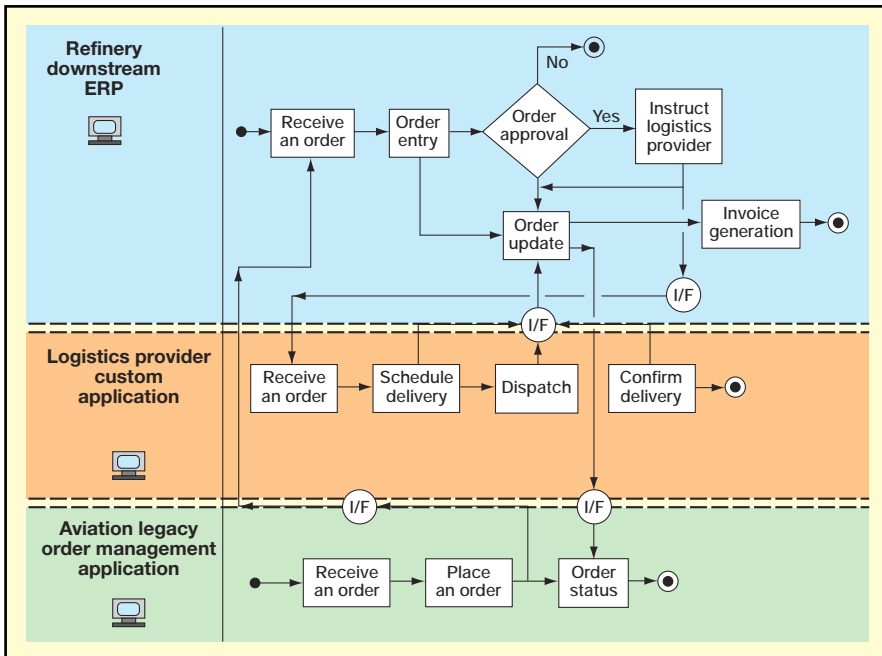 Refinery
downstream
ERP
No
Receive
an order
Order
entry
Order
approval
Yes
Instruct
logistics
provider
Order
update
Invoice
generation
I/F
I/F
Logistics provider
custom
application
Receive
an order
Schedule
delivery
Dispatch
Confirm
delivery
I/F
I/F
Aviation legacy
order management
application
Receive
an order
Place
an order
Order
status